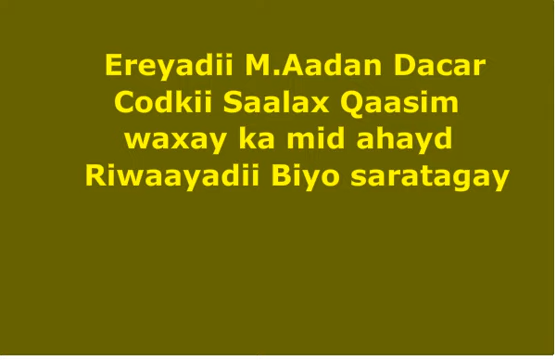 Ereyadii M.Aadan Dacar
Codkii Saalax Qaasim
waxay ka mid ahayd
Riwaayadii Biyo saratagay